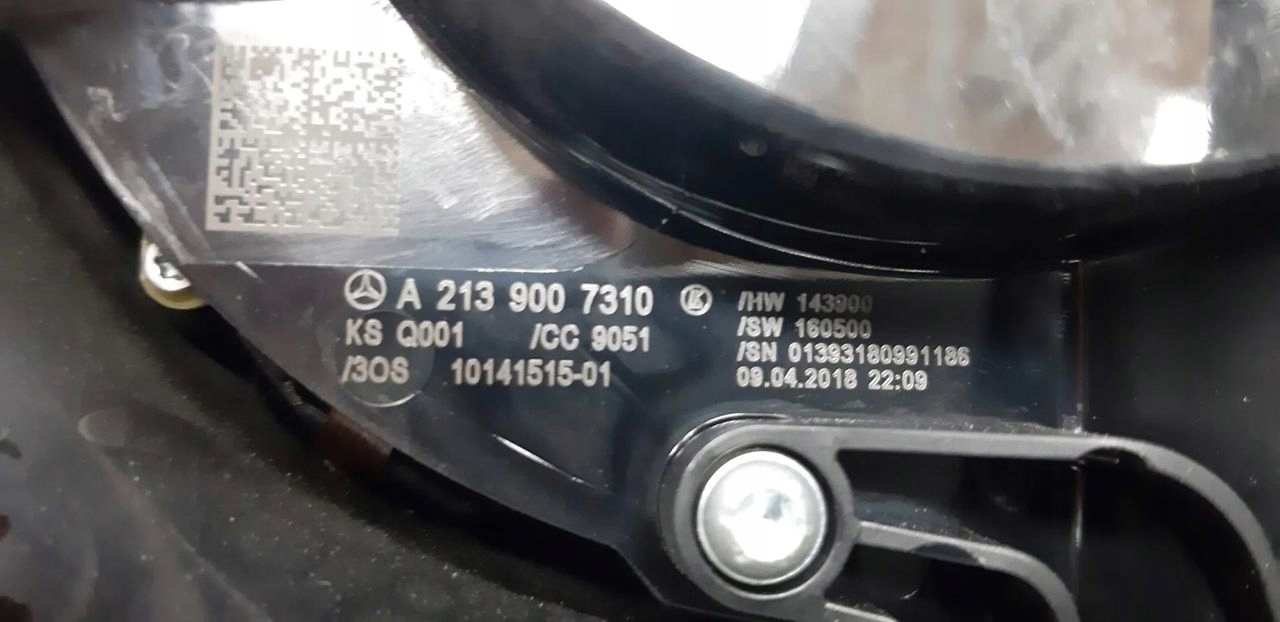 A 213 900 7310
KS Q001 /CC 9051
/3OS 10141515-01
/HW 143900
/SW 160500
/SN 01393180991186
09.04.2018 22:09